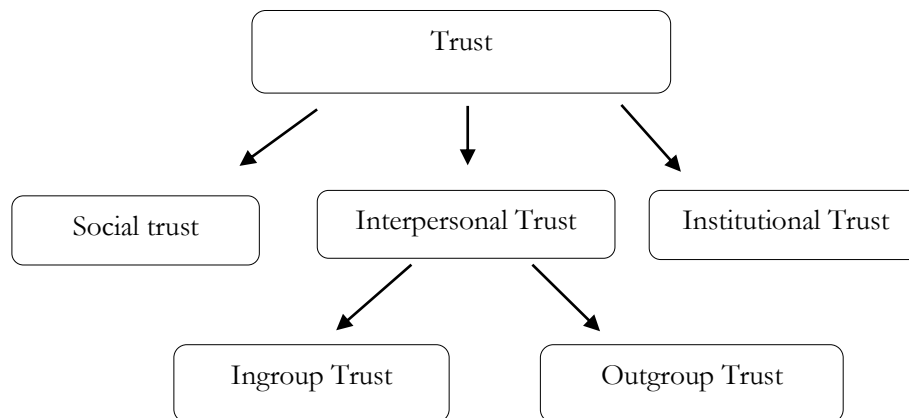 Trust
Social trust
Interpersonal Trust
Institutional Trust
Ingroup Trust
Outgroup Trust